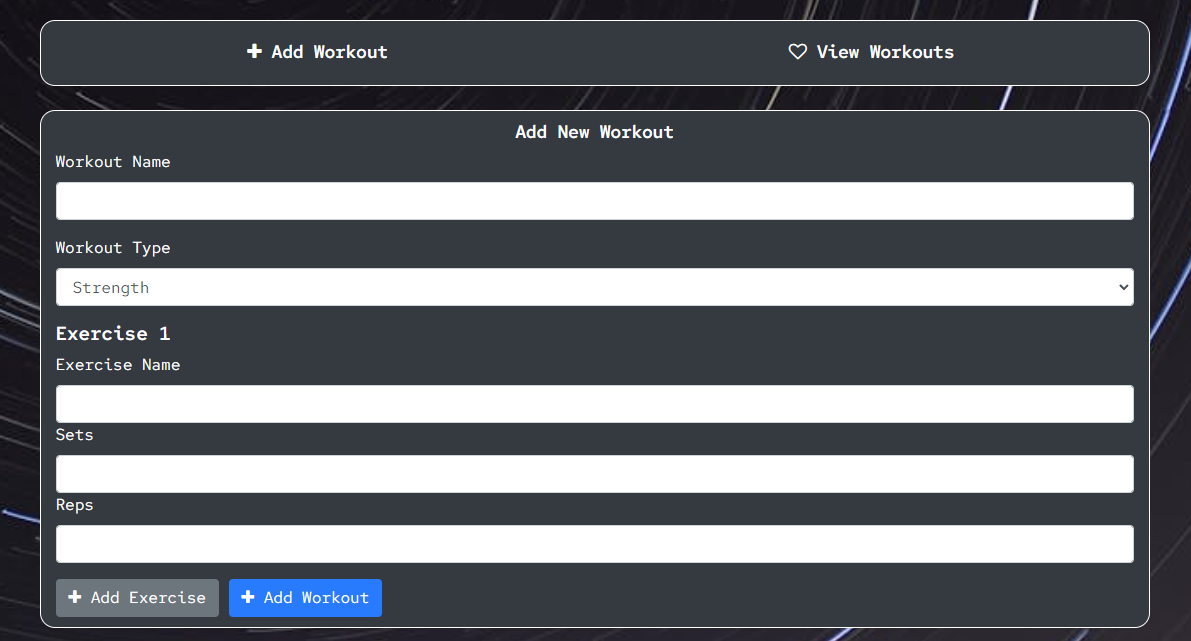 Add Workout View Workouts
Add New Workout
Workout Name
Workout Type
Strength
Exercise 1
Exercise Name
Sets
Reps
Add Exercise Add Workout